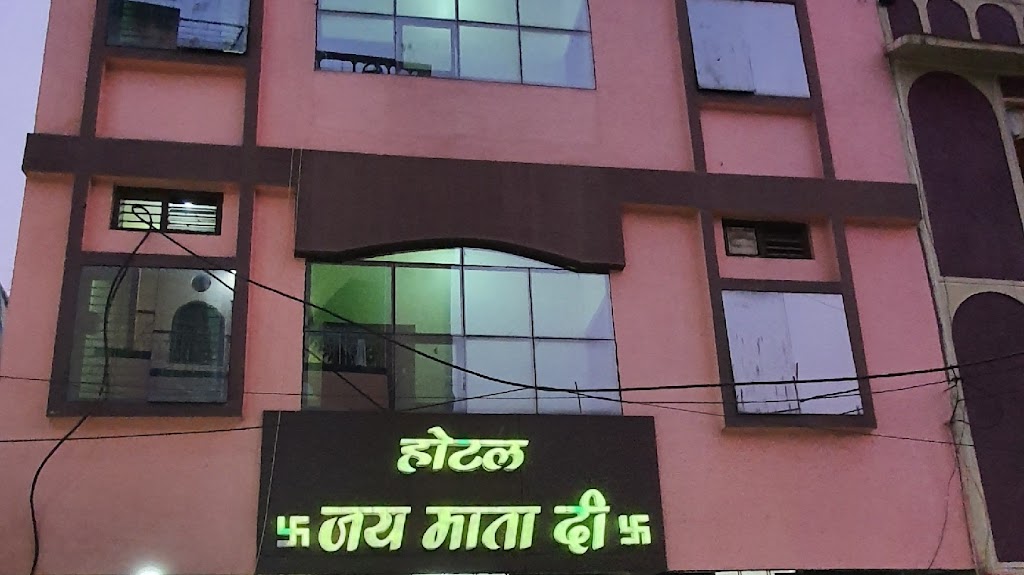 होटल
卐 जय माता दी 卐